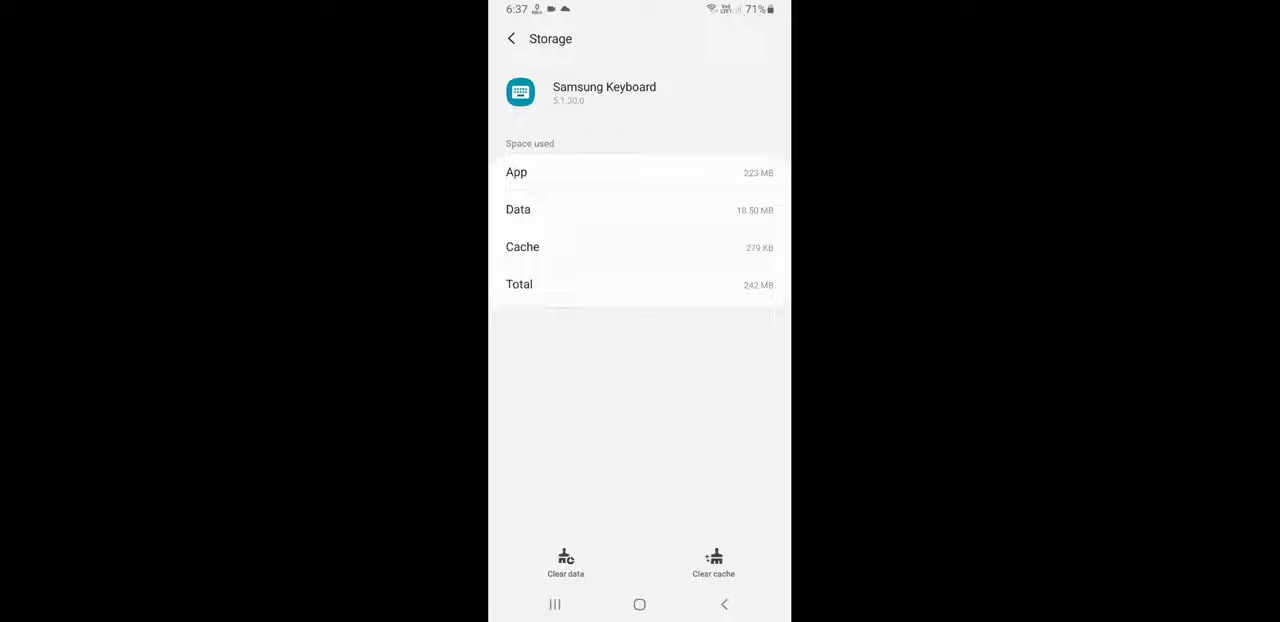 6:37 71%
Storage
Samsung Keyboard
5.1.30.0
Space used
App 223 MB
Data 18.50 MB
Cache 279 KB
Total 242 MB
Clear data Clear cache